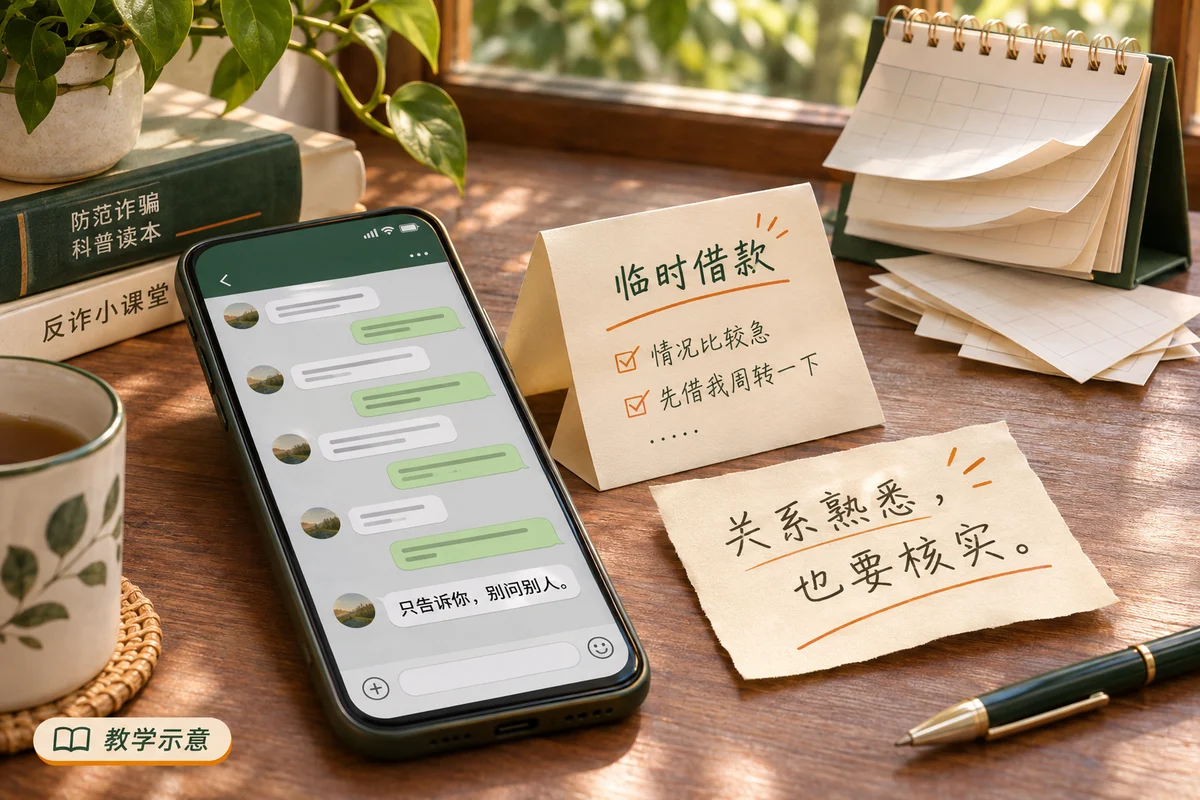 防范诈骗
科普读本
反诈小课堂
只告诉你，别问别人。
临时借款
情况比较急
先借我周转一下
.....
关系熟悉，
也要核实。
教学示意